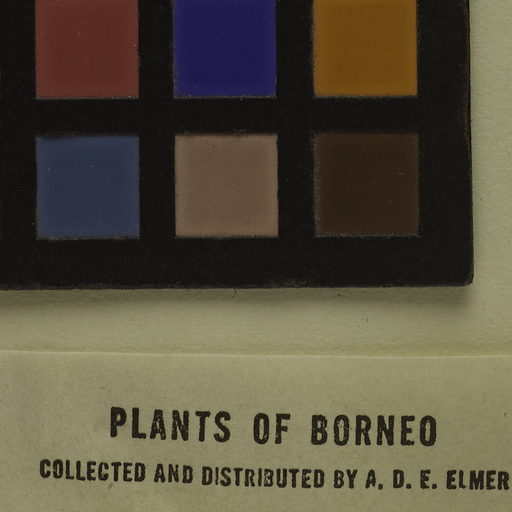 PLANTS OF BORNEO
COLLECTED AND DISTRIBUTED BY A. D. E. ELMER